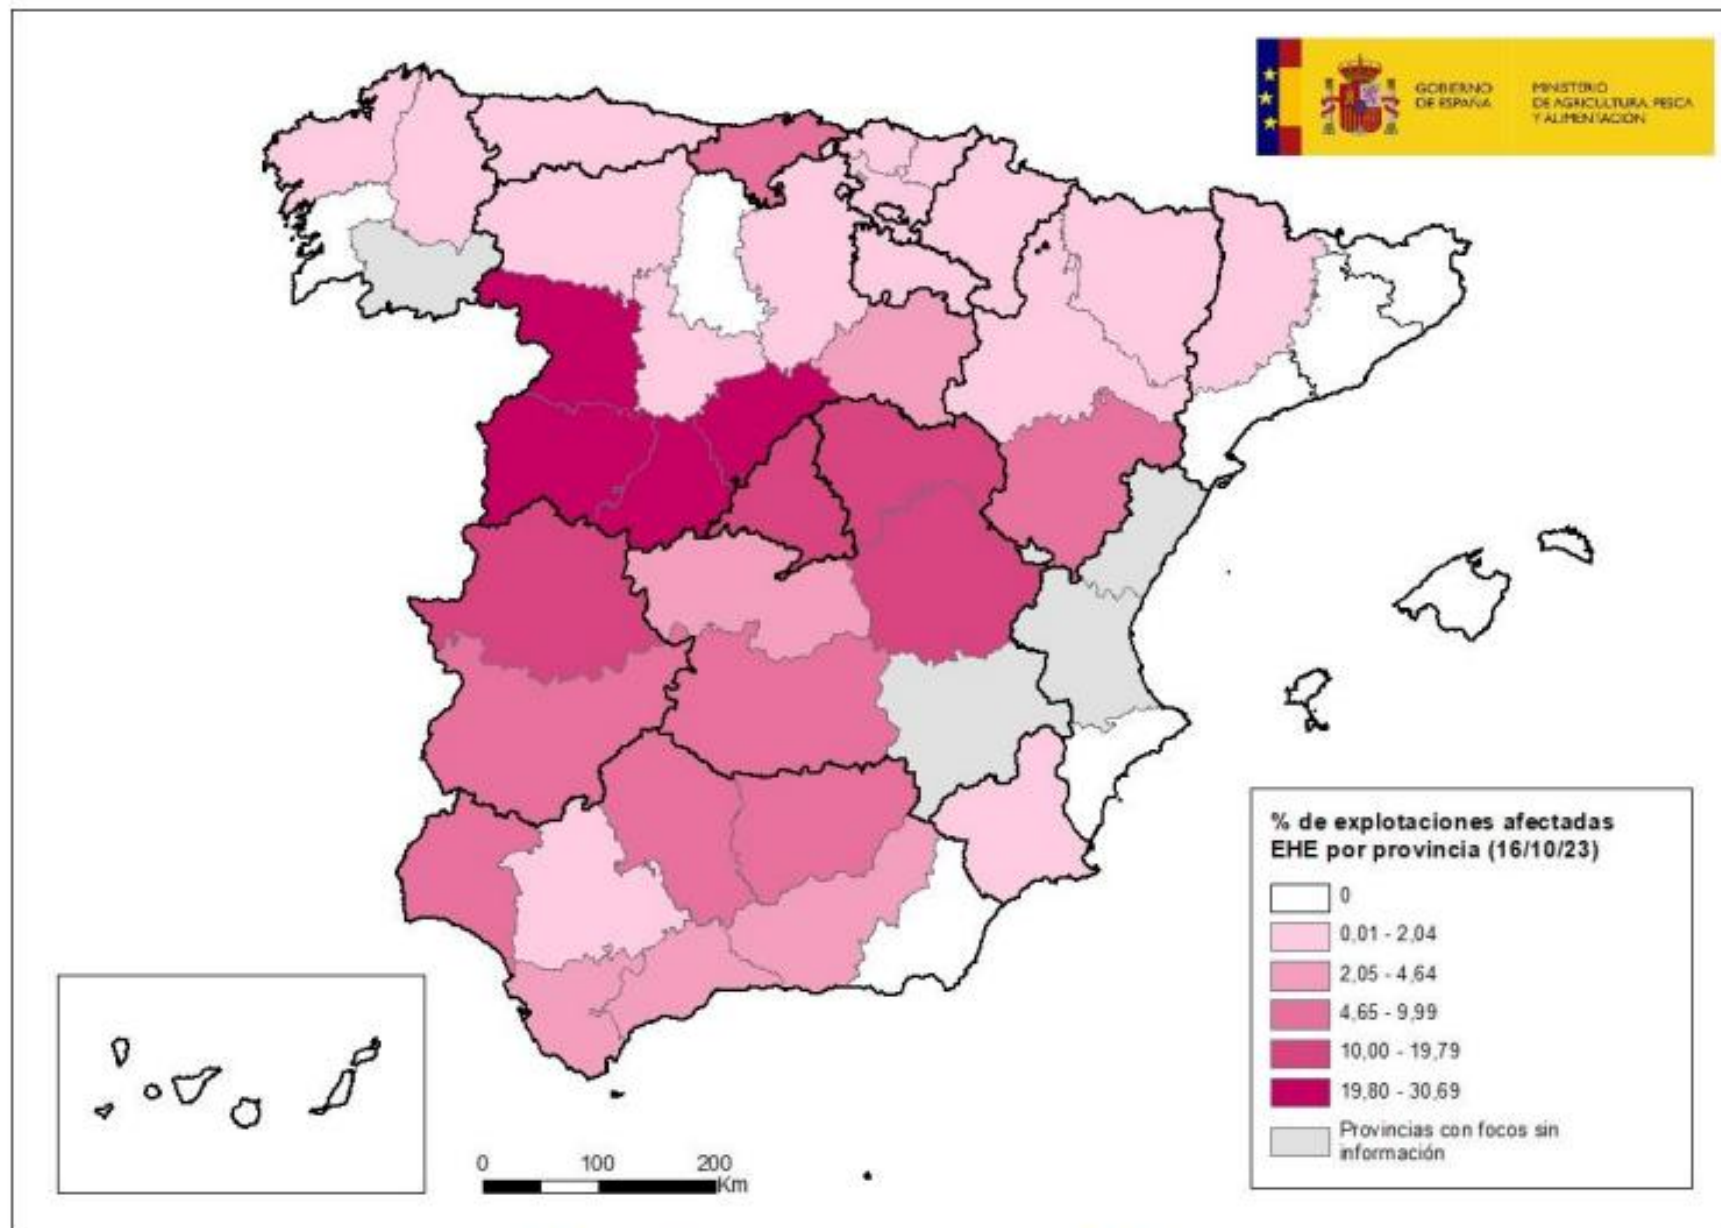 GOBIERNO
DE ESPAÑA
MINISTERIO
DE AGRICULTURA, PESCA
Y ALIMENTACIÓN
% de explotaciones afectadas
EHE por provincia (16/10/23)
0
0,01 - 2,04
2,05 - 4,64
4,65 - 9,99
10,00 - 19,79
19,80 - 30,69
Provincias con focos sin
información
0 100 200
Km